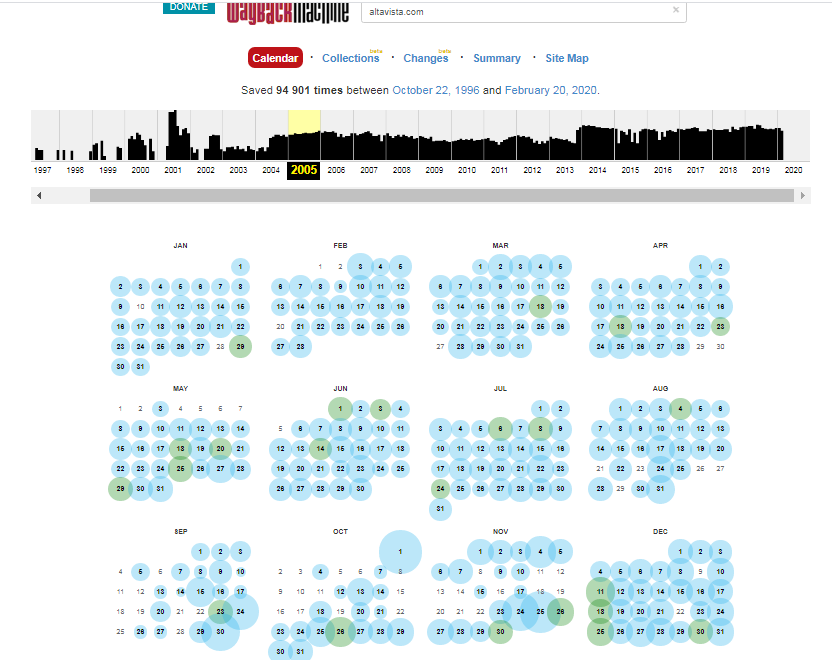 DONATE
WayBackMachine
altavista.com ×
beta beta
Calendar · Collections · Changes · Summary · Site Map
Saved 94 901 times between October 22, 1996 and February 20, 2020.
1997 1998 1999 2000 2001 2002 2003 2004 2005 2006 2007 2008 2009 2010 2011 2012 2013 2014 2015 2016 2017 2018 2019 2020
JAN FEB MAR APR
1 1 2 3 4 5 1 2 3 4 5 1 2
2 3 4 5 6 7 8 6 7 8 9 10 11 12 6 7 8 9 10 11 12 3 4 5 6 7 8 9
9 10 11 12 13 14 15 13 14 15 16 17 18 19 13 14 15 16 17 18 19 10 11 12 13 14 15 16
16 17 18 19 20 21 22 20 21 22 23 24 25 26 20 21 22 23 24 25 26 17 18 19 20 21 22 23
23 24 25 26 27 28 29 27 28 27 28 29 30 31 24 25 26 27 28 29 30
30 31
MAY JUN JUL AUG
1 2 3 4 5 6 7 1 2 3 4 1 2 1 2 3 4 5 6
8 9 10 11 12 13 14 5 6 7 8 9 10 11 3 4 5 6 7 8 9 7 8 9 10 11 12 13
15 16 17 18 19 20 21 12 13 14 15 16 17 18 10 11 12 13 14 15 16 14 15 16 17 18 19 20
22 23 24 25 26 27 28 19 20 21 22 23 24 25 17 18 19 20 21 22 23 21 22 23 24 25 26 27
29 30 31 26 27 28 29 30 24 25 26 27 28 29 30 28 29 30 31
31
SEP OCT NOV DEC
1 2 3 1 1 2 3 4 5 1 2 3
4 5 6 7 8 9 10 2 3 4 5 6 7 8 6 7 8 9 10 11 12 4 5 6 7 8 9 10
11 12 13 14 15 16 17 9 10 11 12 13 14 15 13 14 15 16 17 18 19 11 12 13 14 15 16 17
18 19 20 21 22 23 24 16 17 18 19 20 21 22 20 21 22 23 24 25 26 18 19 20 21 22 23 24
25 26 27 28 29 30 23 24 25 26 27 28 29 27 28 29 30 25 26 27 28 29 30 31
30 31